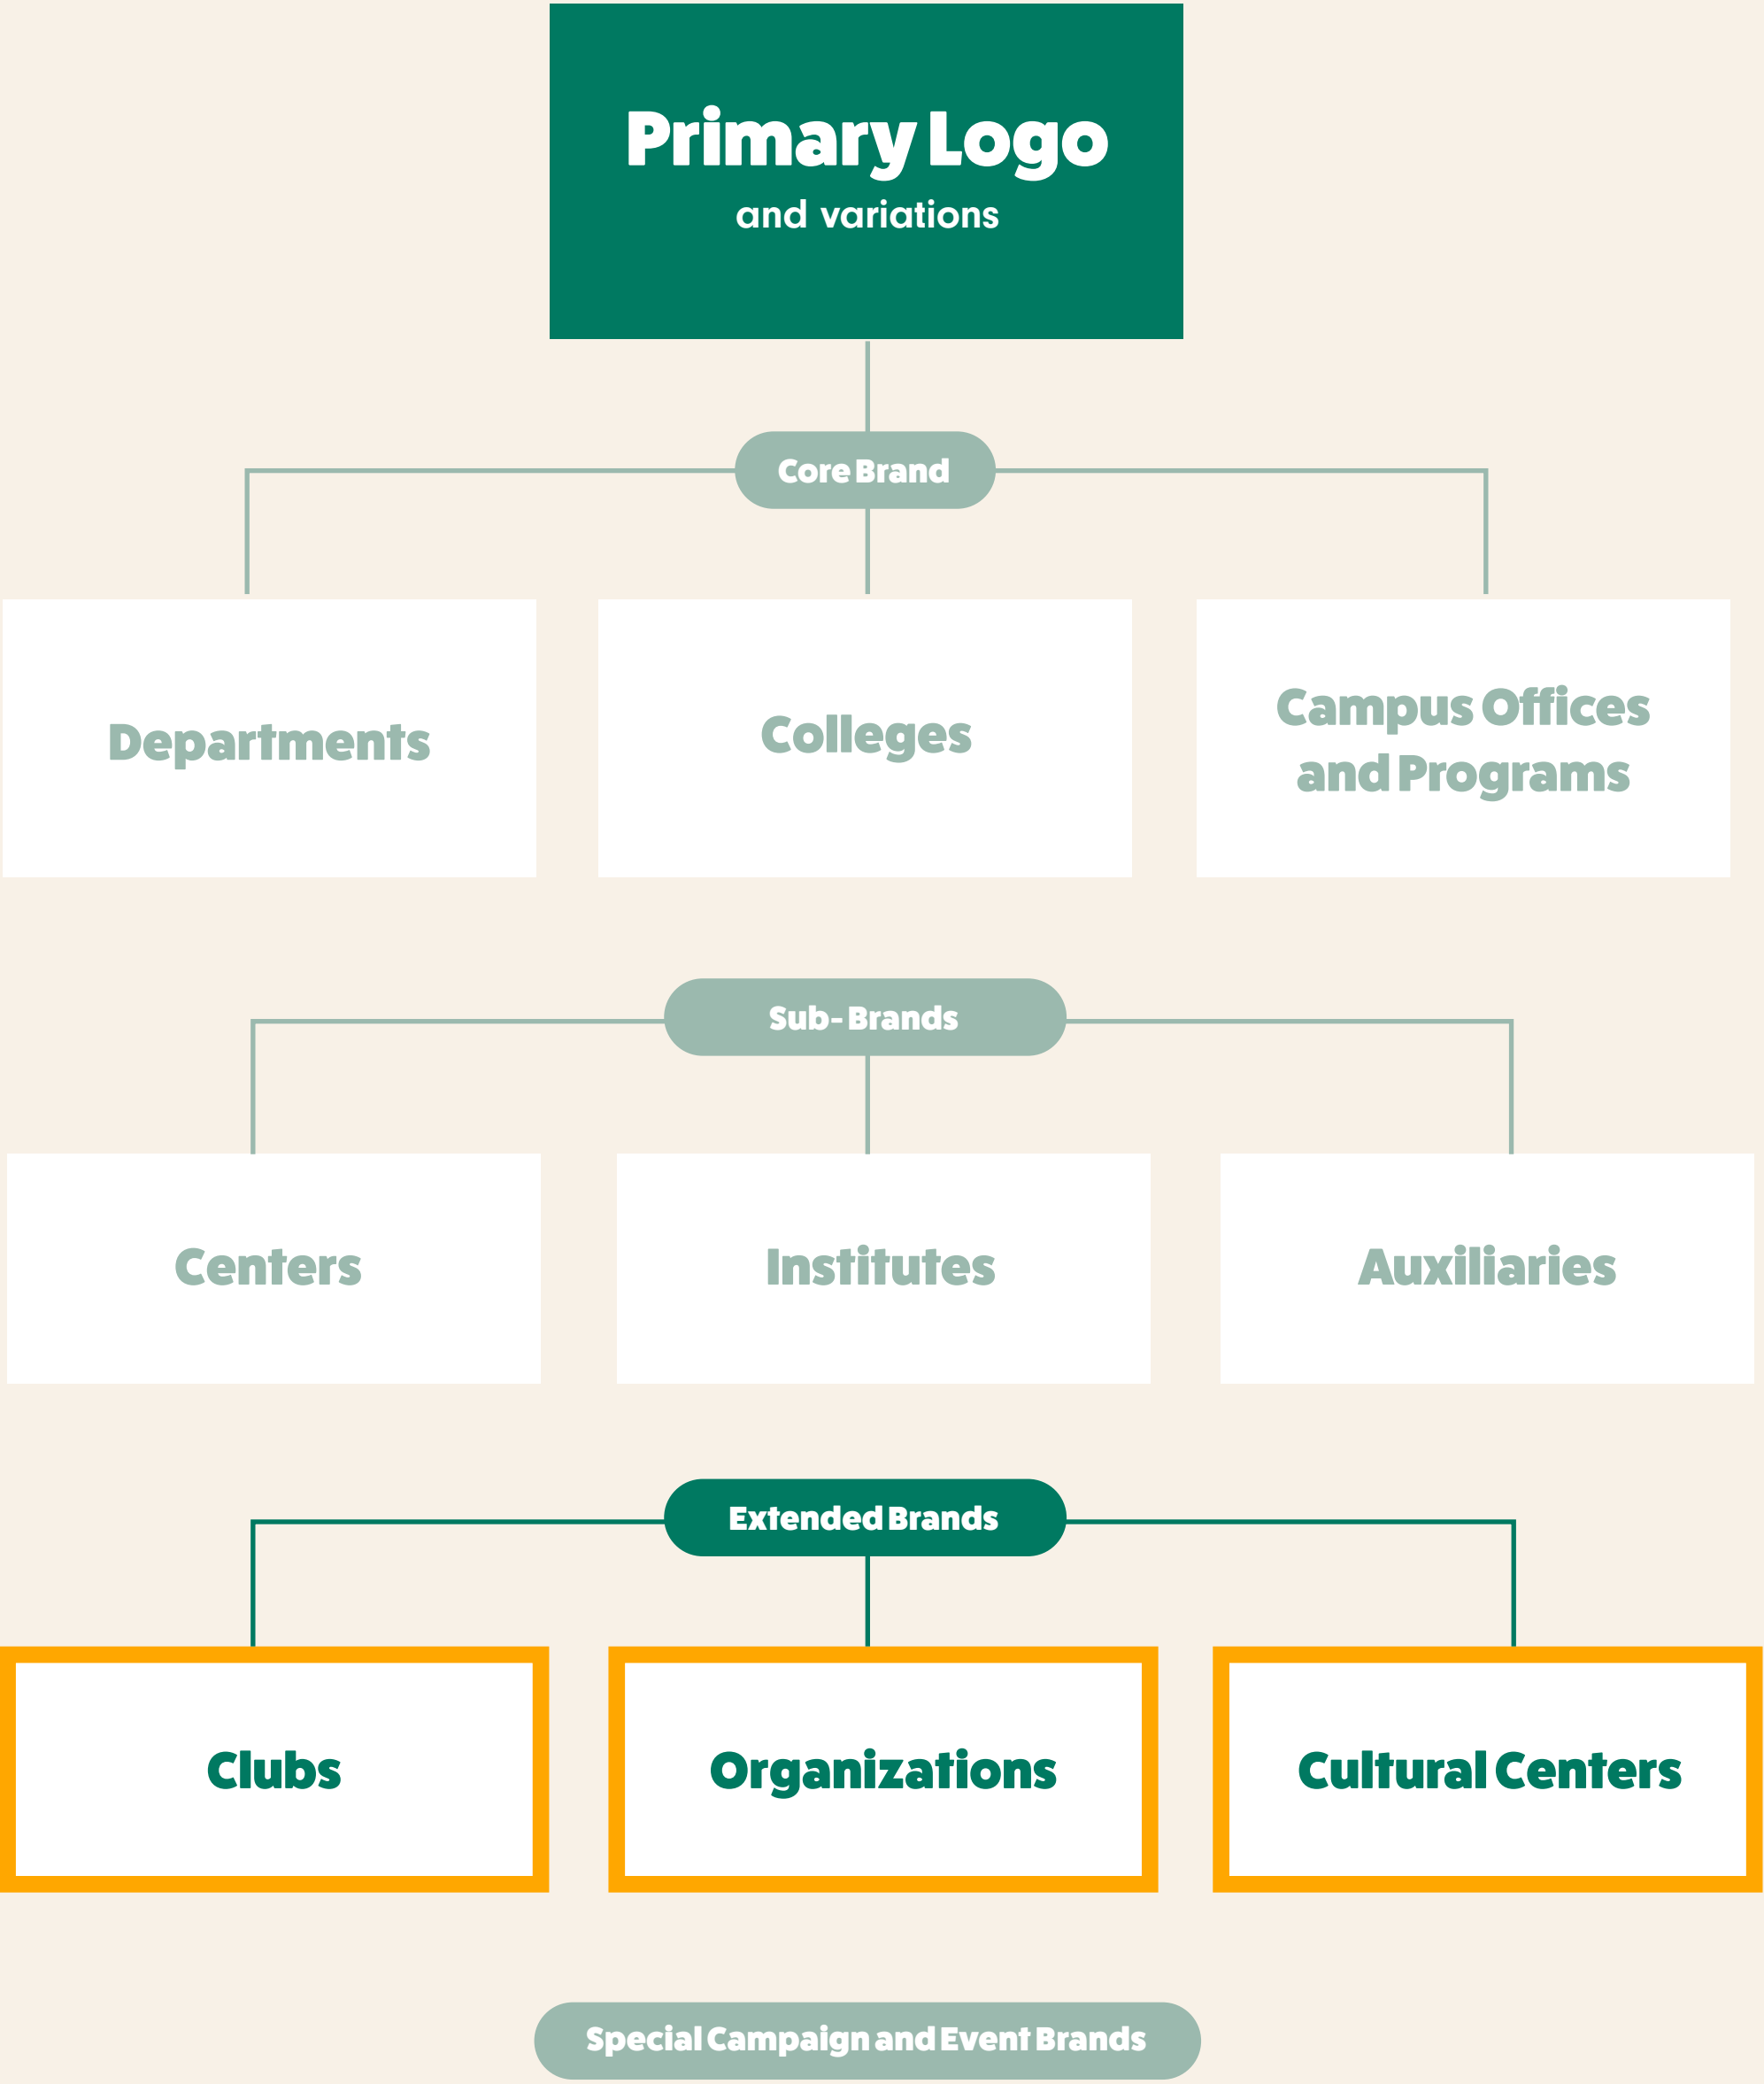 Primary Logo
and variations
Core Brand
Departments
Colleges
Campus Offices
and Programs
Sub-Brands
Centers
Institutes
Auxiliaries
Extended Brands
Clubs
Organizations
Cultural Centers
Special Campaign and Event Brands